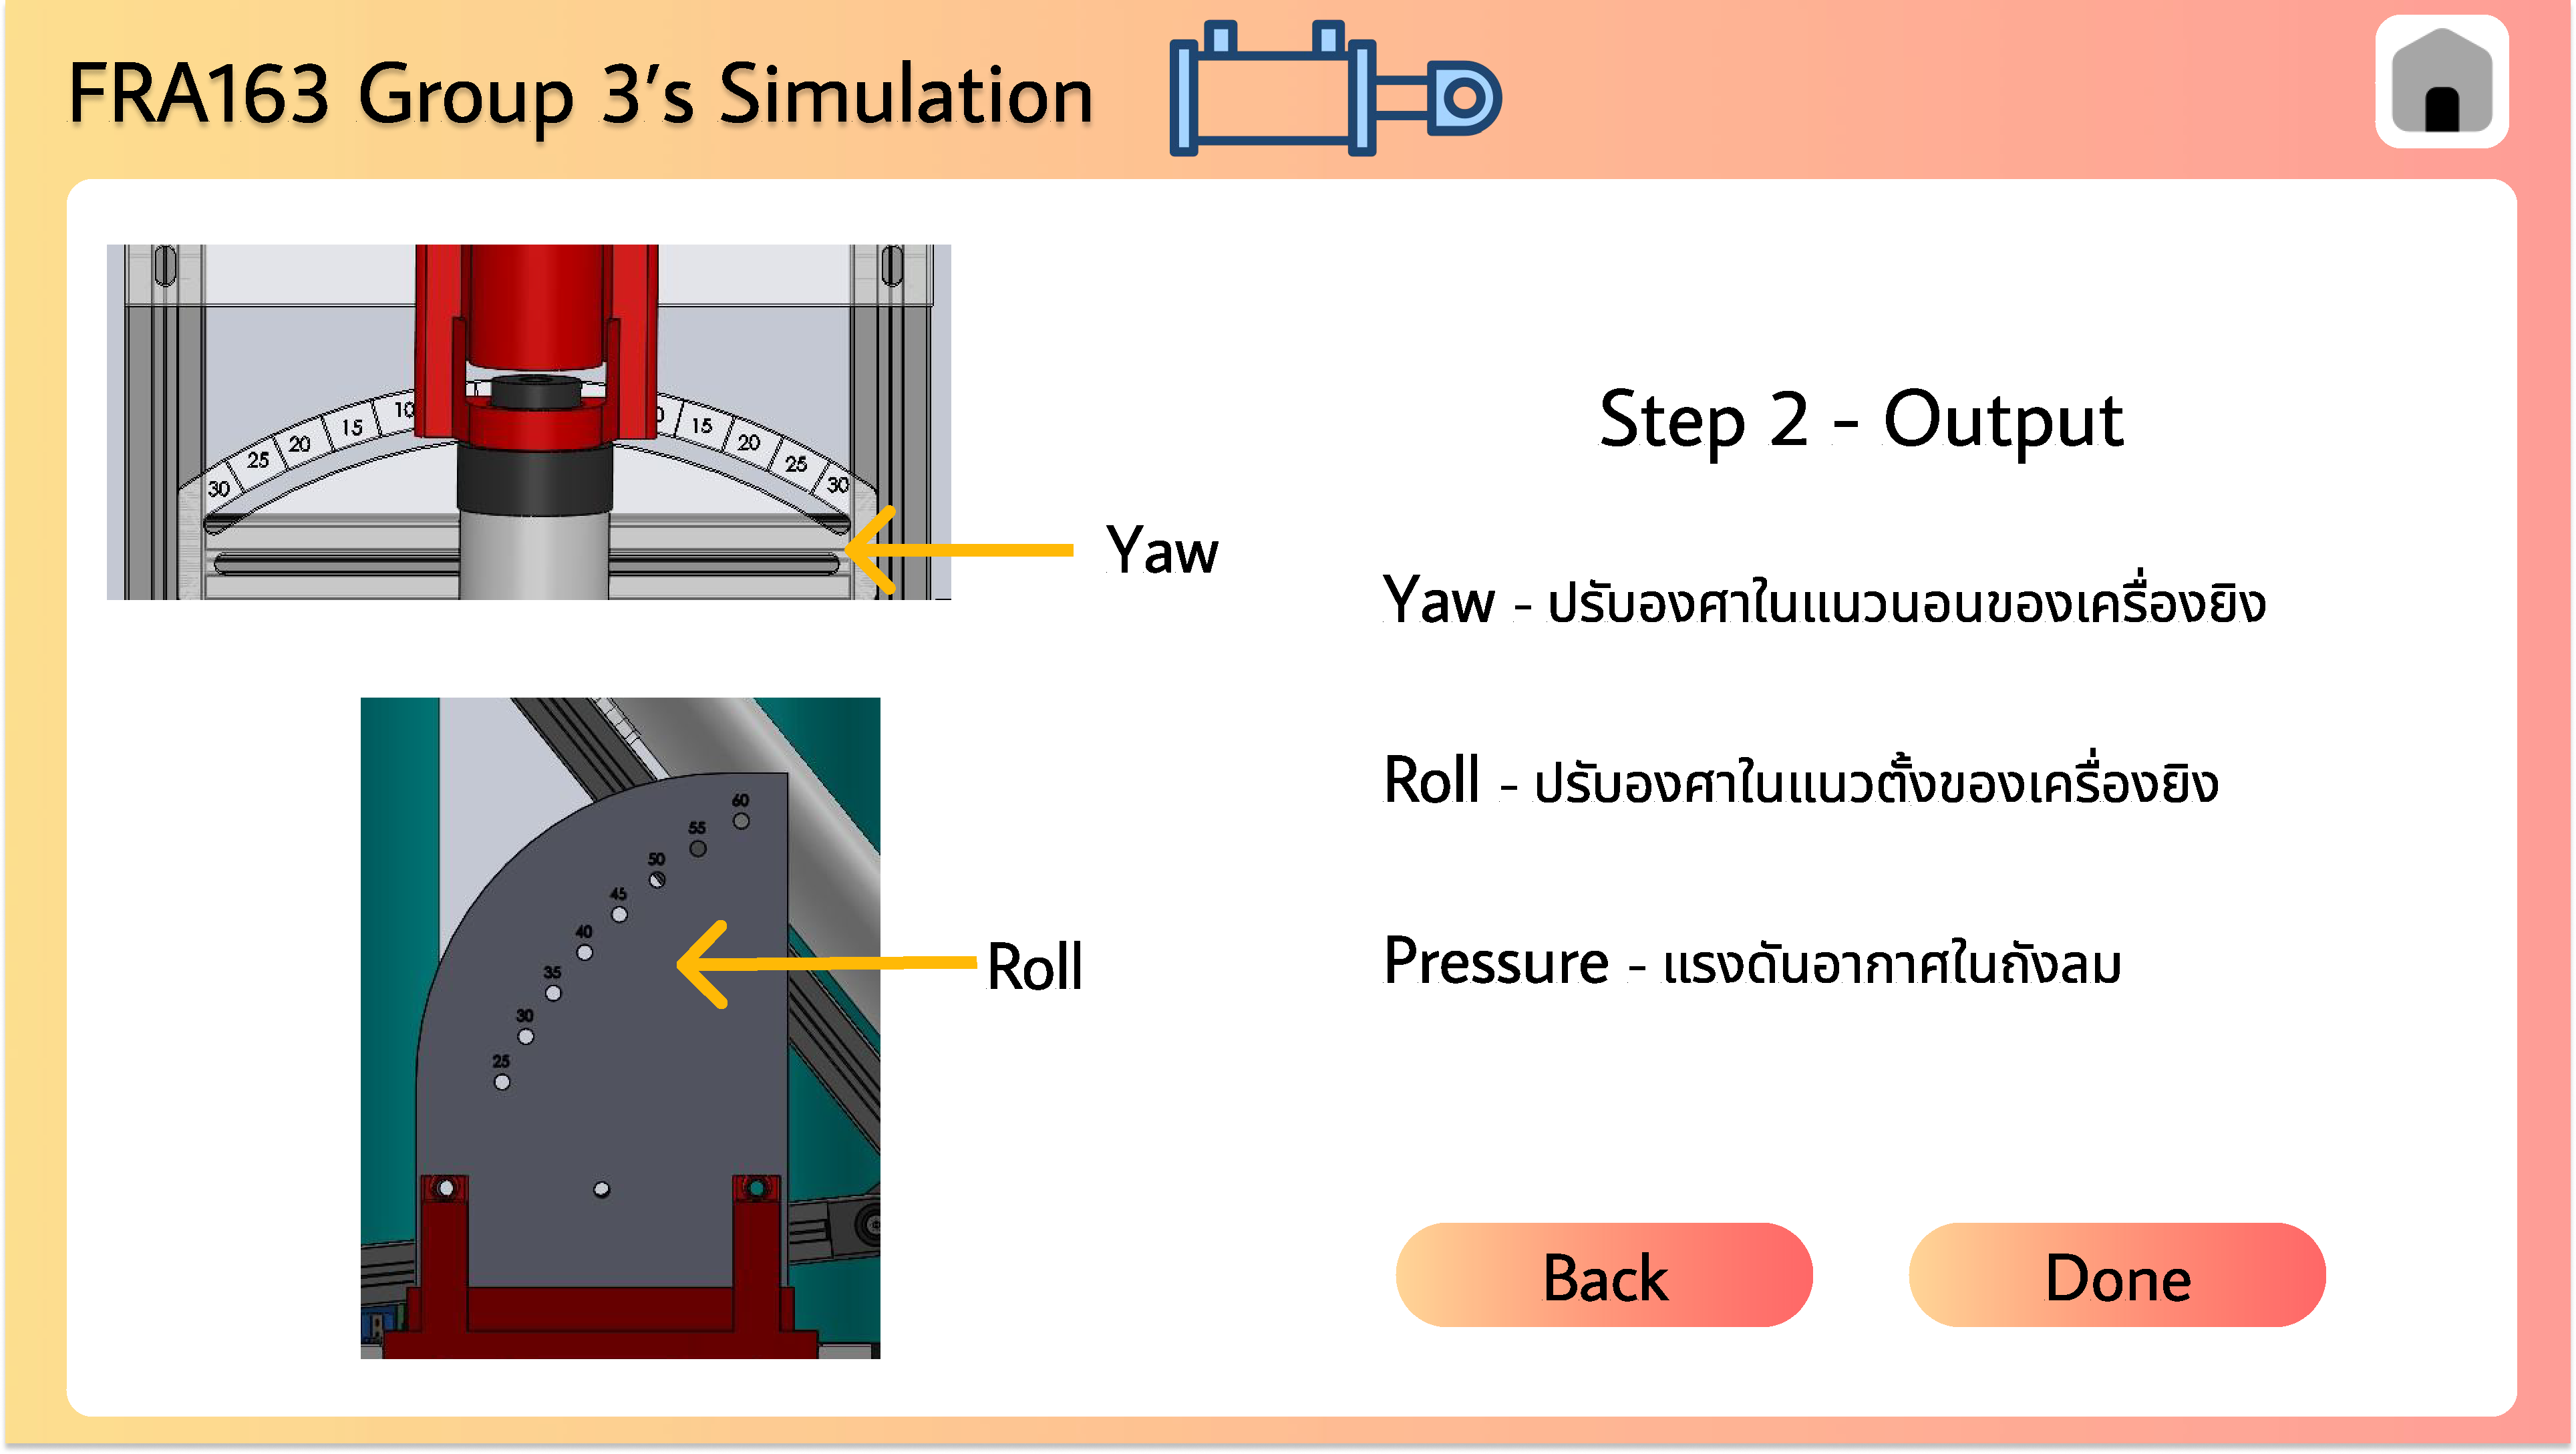 FRA163 Group 3's Simulation
30 25 20 15 10
15 20 25 30
Yaw
Step 2 - Output
Yaw - ปรับองศาในแนวนอนของเครื่องยิง
Roll - ปรับองศาในแนวตั้งของเครื่องยิง
Pressure - แรงดันอากาศในถังลม
60
55
50
45
40
35
30
25
Roll
Back
Done